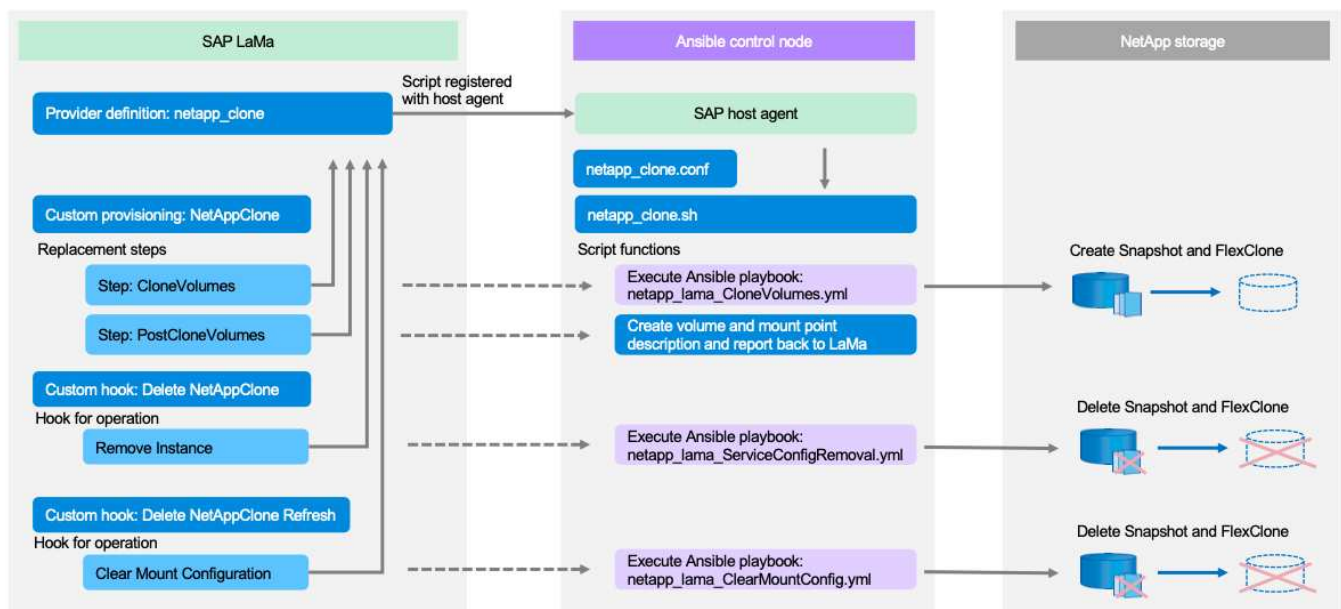 SAP LaMa
Ansible control node
NetApp storage
Script registered
with host agent
Provider definition: netapp_clone
SAP host agent
netapp_clone.conf
Custom provisioning: NetAppClone
netapp_clone.sh
Replacement steps
Script functions
Create Snapshot and FlexClone
Step: CloneVolumes
Execute Ansible playbook:
netapp_lama_CloneVolumes.yml
Step: PostCloneVolumes
Create volume and mount point
description and report back to LaMa
Custom hook: Delete NetAppClone
Hook for operation
Delete Snapshot and FlexClone
Remove Instance
Execute Ansible playbook:
netapp_lama_ServiceConfigRemoval.yml
Custom hook: Delete NetAppClone Refresh
Hook for operation
Delete Snapshot and FlexClone
Clear Mount Configuration
Execute Ansible playbook:
netapp_lama_ClearMountConfig.yml